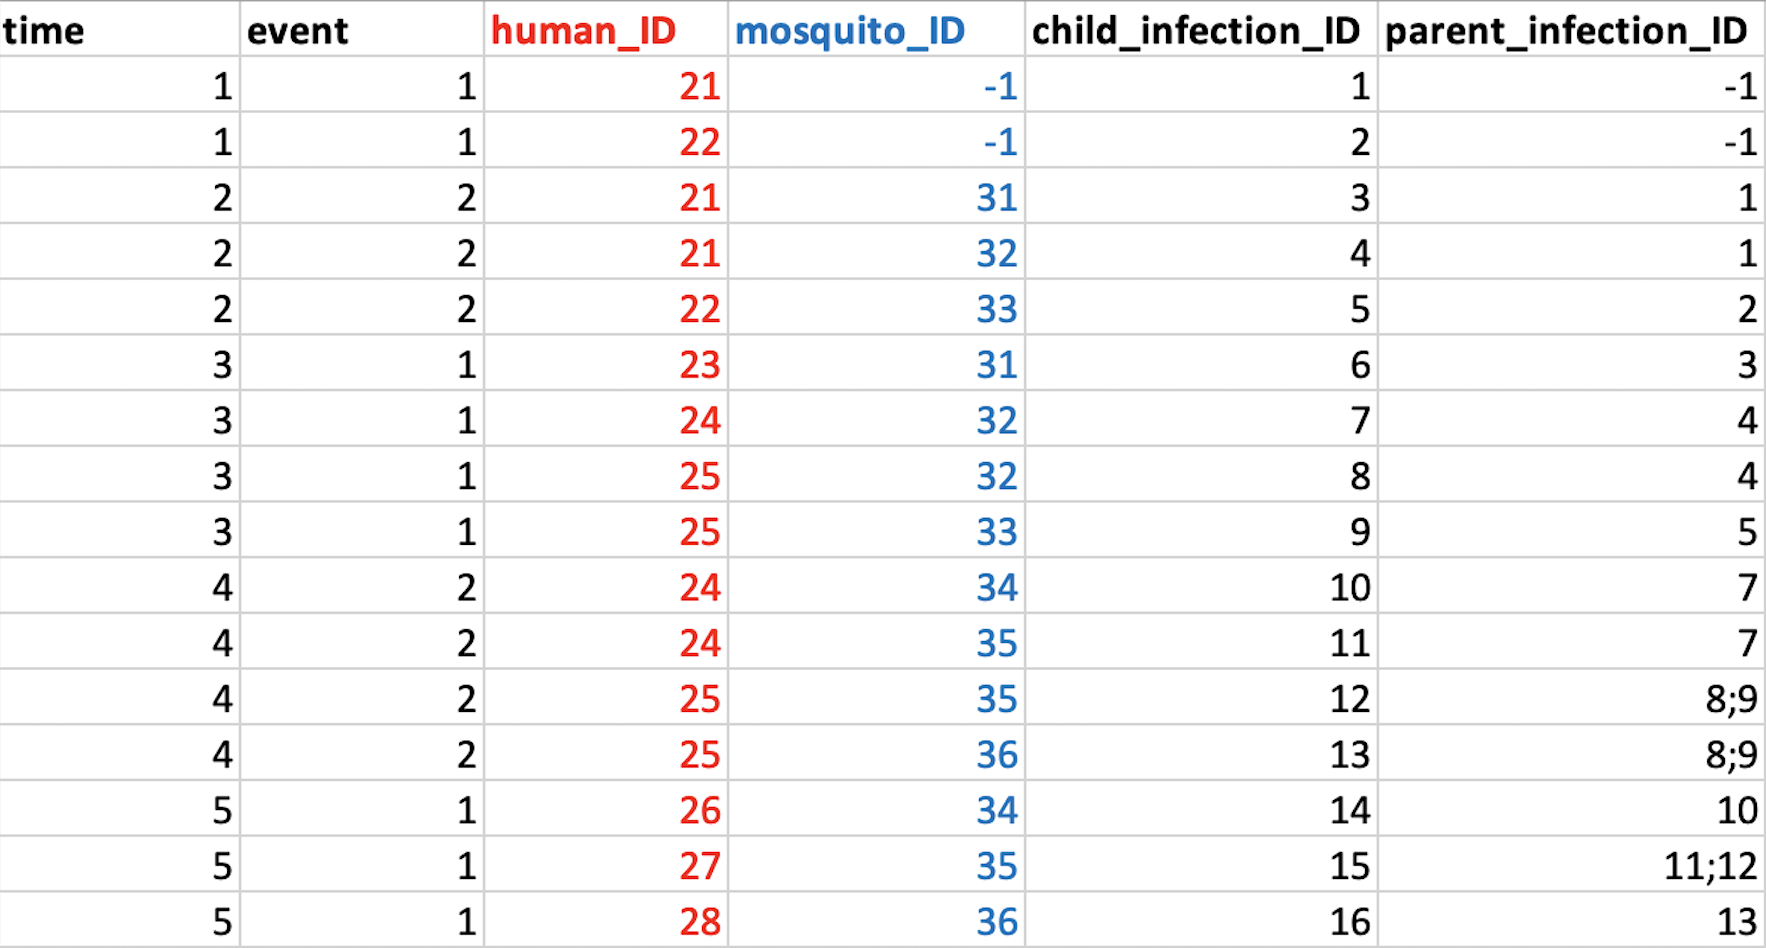 time event human_ID mosquito_ID child_infection_ID parent_infection_ID
1 1 21 -1 1 -1
1 1 22 -1 2 -1
2 2 21 31 3 1
2 2 21 32 4 1
2 2 22 33 5 2
3 1 23 31 6 3
3 1 24 32 7 4
3 1 25 32 8 4
3 1 25 33 9 5
4 2 24 34 10 7
4 2 24 35 11 7
4 2 25 35 12 8;9
4 2 25 36 13 8;9
5 1 26 34 14 10
5 1 27 35 15 11;12
5 1 28 36 16 13